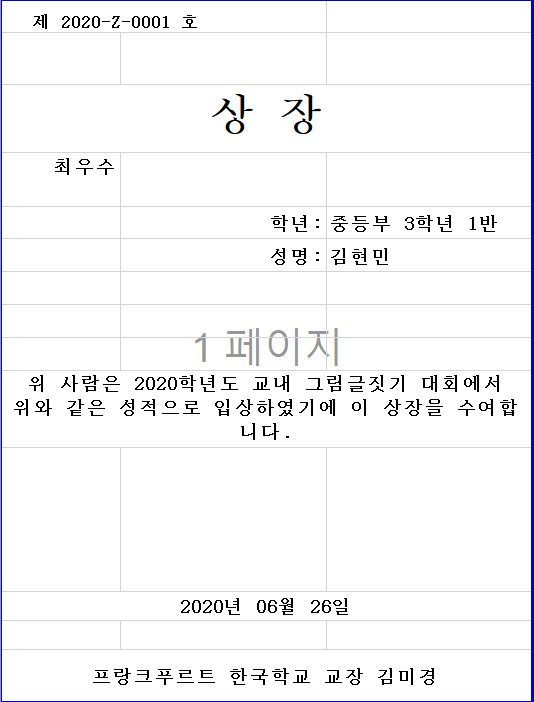 제 2020-Z-0001 호
상 장
최우수
학년: 중등부 3학년 1반
성명: 김현민
1 페이지
위 사람은 2020학년도 교내 그림글짓기 대회에서
위와 같은 성적으로 입상하였기에 이 상장을 수여합
니다.
2020년 06월 26일
프랑크푸르트 한국학교 교장 김미경